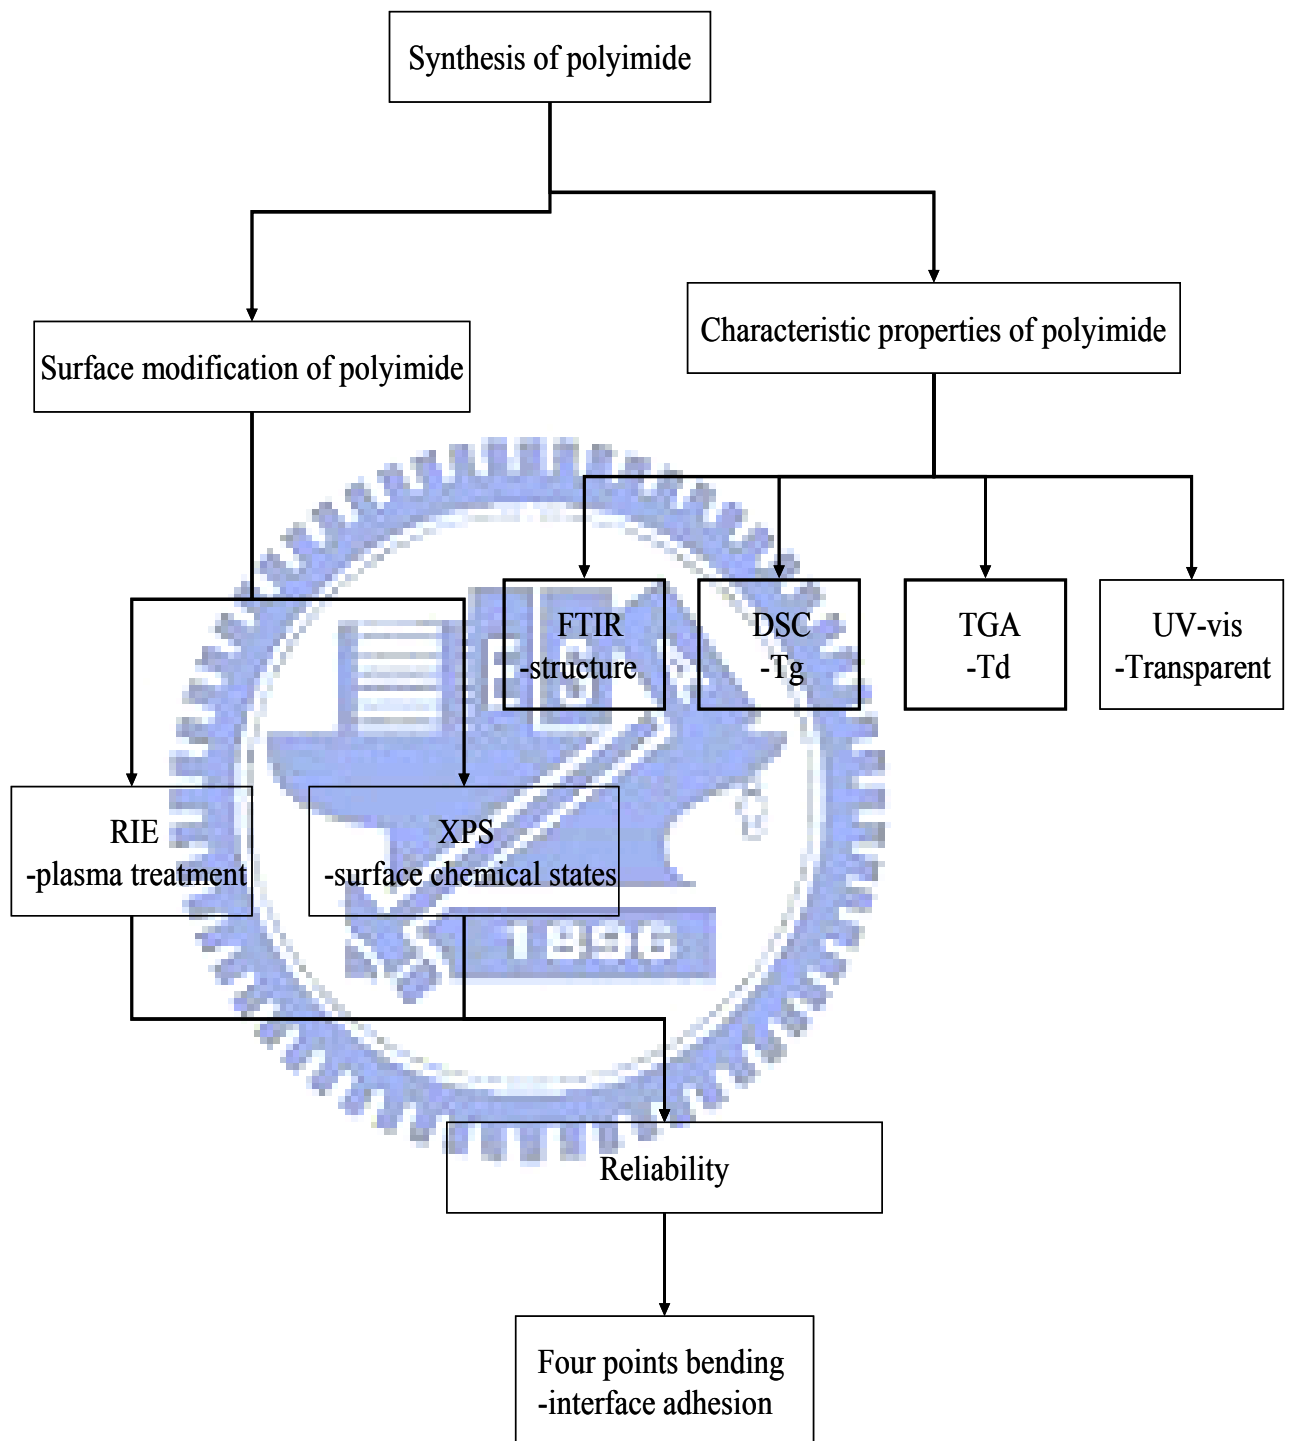 Synthesis of polyimide
Characteristic properties of polyimide
Surface modification of polyimide
FTIR
-structure
DSC
-Tg
TGA
-Td
UV-vis
-Transparent
RIE
-plasma treatment
XPS
-surface chemical states
1896
Reliability
Four points bending
-interface adhesion